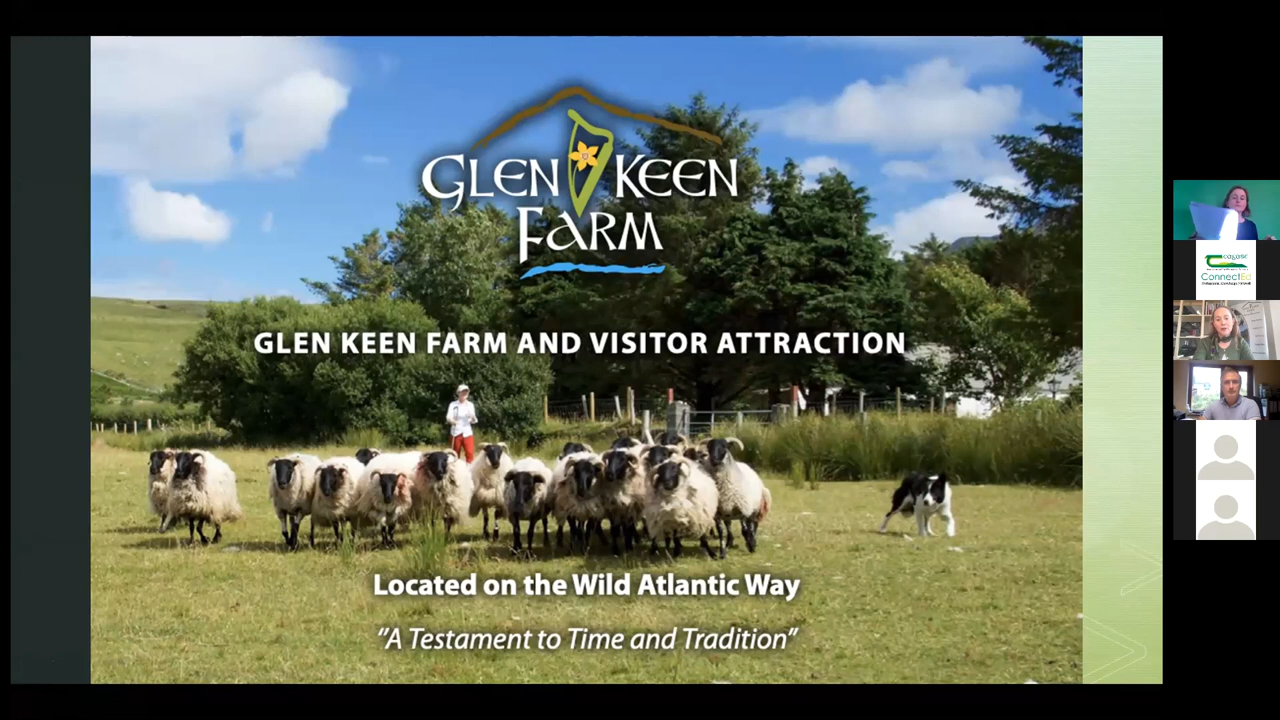 GLEN KEEN
FARM
GLEN KEEN FARM AND VISITOR ATTRACTION
Located on the Wild Atlantic Way
“A Testament to Time and Tradition”
Teagasc
ConnectEd